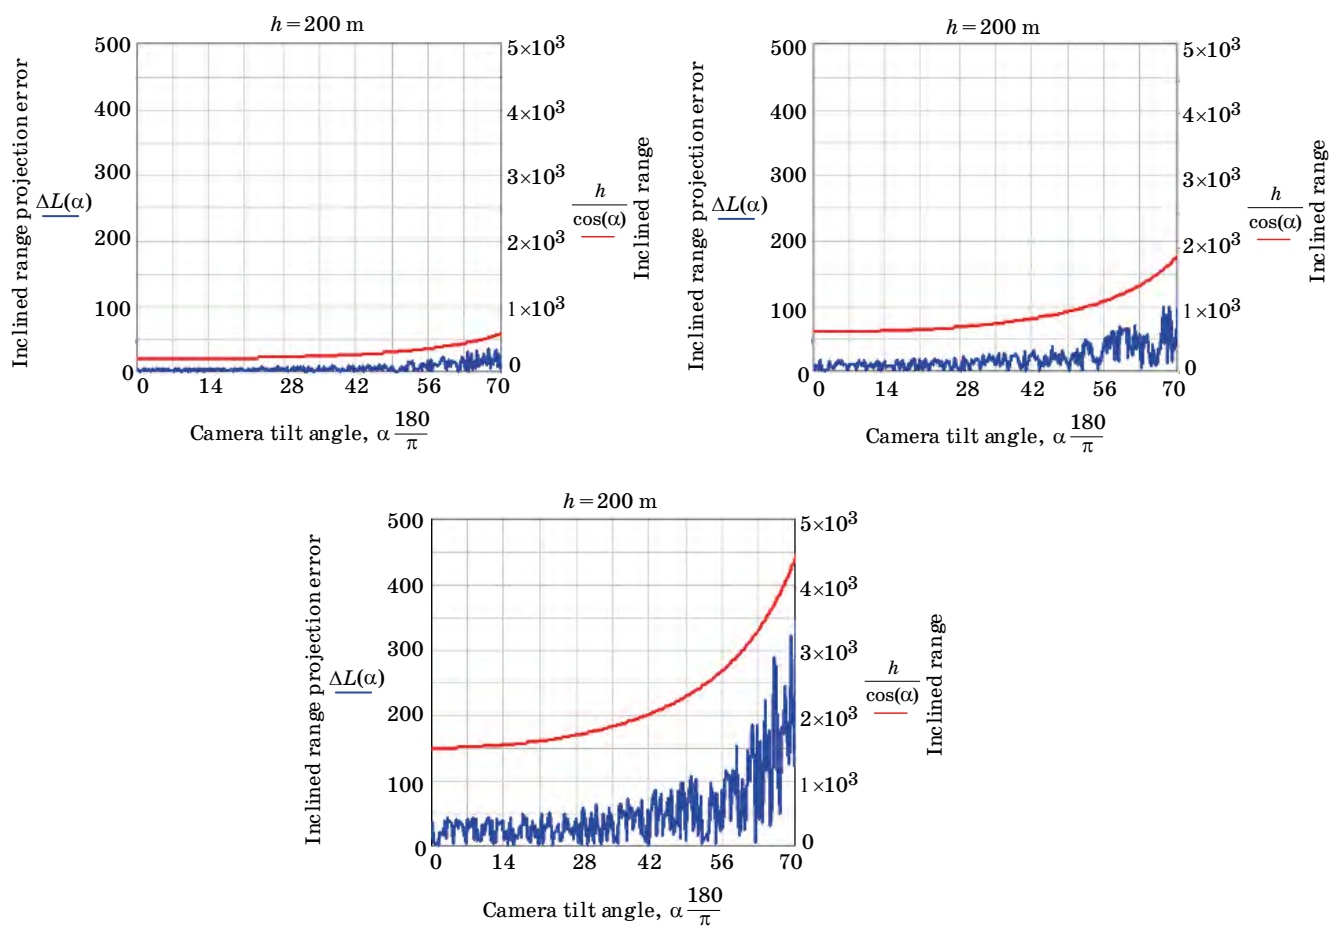 h = 200 m
Inclined range projection error
ΔL(α)
500
400
300
200
100
0
0 14 28 42 56 70
5×10³
4×10³
3×10³
2×10³
1×10³
0
h
cos(α)
Inclined range
Camera tilt angle, α 180
π
h = 200 m
Inclined range projection error
ΔL(α)
500
400
300
200
100
0
0 14 28 42 56 70
5×10³
4×10³
3×10³
2×10³
1×10³
0
h
cos(α)
Inclined range
Camera tilt angle, α 180
π
h = 200 m
Inclined range projection error
ΔL(α)
500
400
300
200
100
0
0 14 28 42 56 70
5×10³
4×10³
3×10³
2×10³
1×10³
0
h
cos(α)
Inclined range
Camera tilt angle, α 180
π